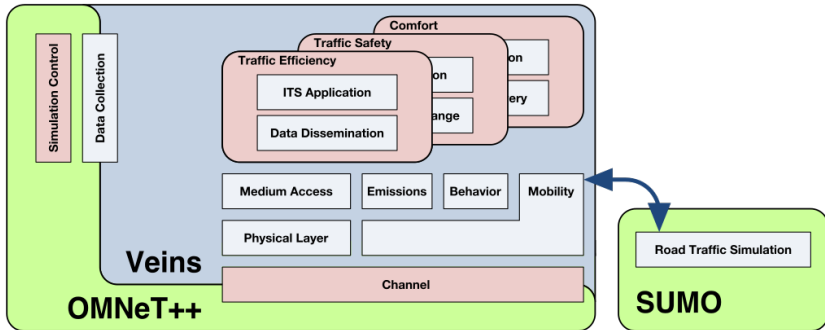 Comfort
Traffic Safety
Traffic Efficiency
Simulation Control
Data Collection
ITS Application
Data Dissemination
Medium Access
Emissions
Behavior
Mobility
Physical Layer
Road Traffic Simulation
Veins
Channel
OMNeT++
SUMO